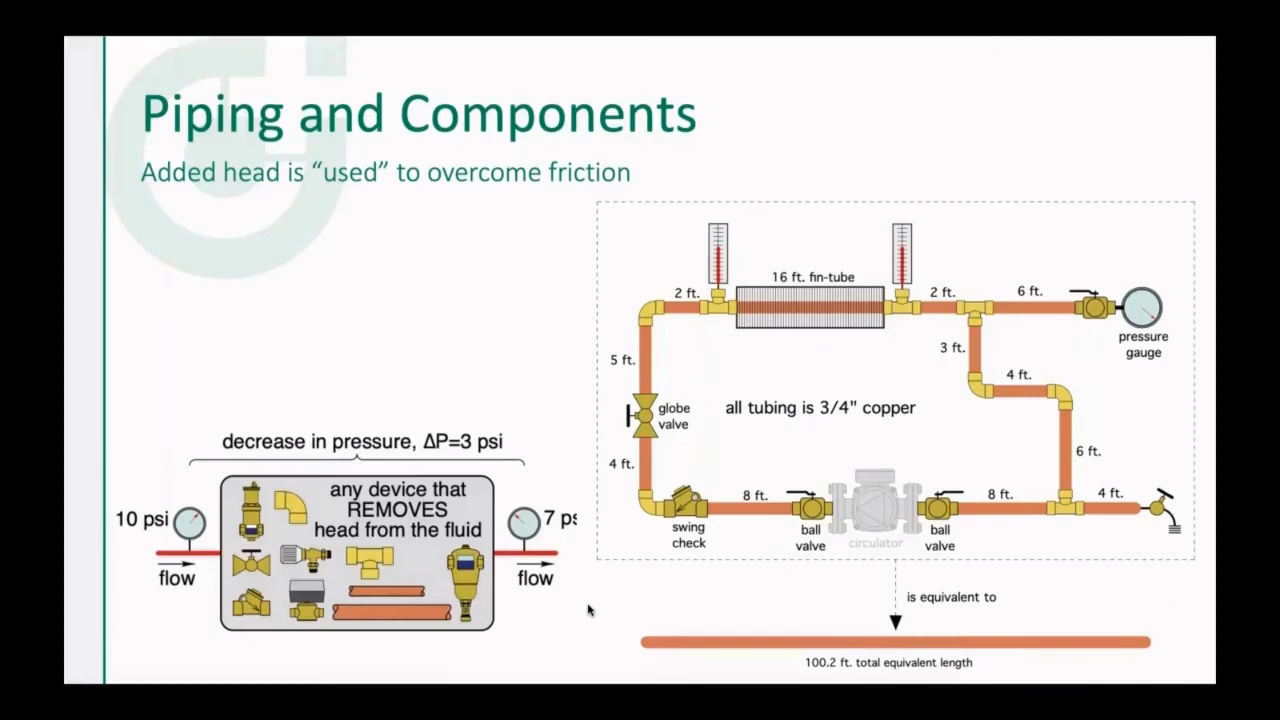 Piping and Components
Added head is “used” to overcome friction
decrease in pressure, ΔP=3 psi
10 psi
any device that
REMOVES
head from the fluid
7 ps
flow
flow
16 ft. fin-tube
2 ft.
2 ft.
6 ft.
pressure
gauge
5 ft.
3 ft.
4 ft.
globe
valve
all tubing is 3/4" copper
4 ft.
6 ft.
8 ft.
8 ft.
4 ft.
swing
check
ball
valve
circulator
ball
valve
is equivalent to
100.2 ft. total equivalent length